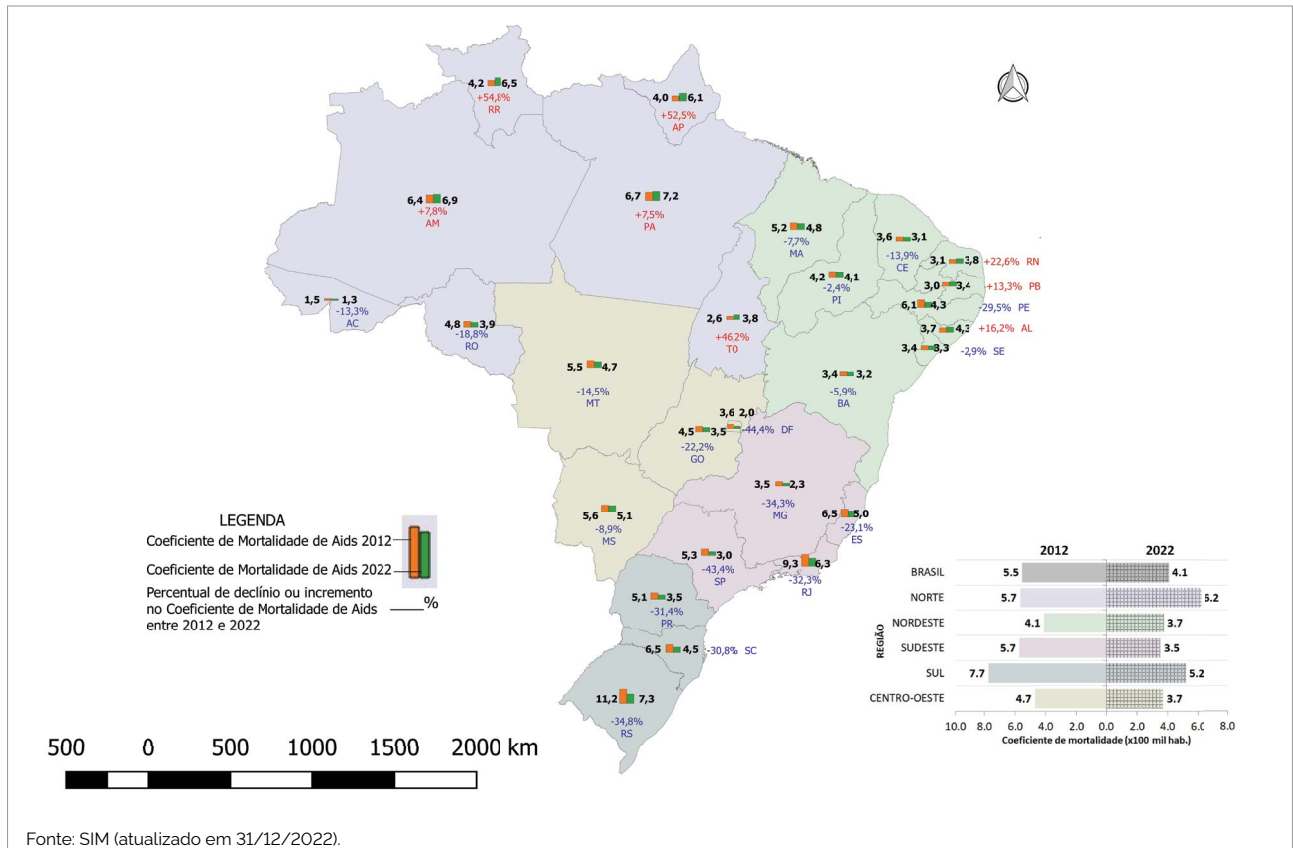 4,2 6,5
+54,8%
RR
4,0 6,1
+52,5%
AP
6,4 6,9
+7,8%
AM
6,7 7,2
+7,5%
PA
5,2 4,8
-7,7%
MA
3,6 3,1
-13,9%
CE
4,2 4,1
-2,4%
PI
3,1 3,8 +22,6% RN
3,0 3,4 +13,3% PB
6,1 4,3 -29,5% PE
3,7 4,3 +16,2% AL
3,4 3,3 -2,9% SE
1,5 1,3
-13,3%
AC
4,8 3,9
-18,8%
RO
2,6 3,8
+46,2%
T0
5,5 4,7
-14,5%
MT
3,4 3,2
-5,9%
BA
3,6 2,0
-44,4% DF
4,5 3,5
-22,2%
GO
3,5 2,3
-34,3%
MG
6,5 5,0
-23,1%
ES
5,6 5,1
-8,9%
MS
5,3 3,0
-43,4%
SP
9,3 6,3
-32,3%
RJ
5,1 3,5
-31,4%
PR
6,5 4,5 -30,8% SC
11,2 7,3
-34,8%
RS
LEGENDA
Coeficiente de Mortalidade de Aids 2012
Coeficiente de Mortalidade de Aids 2022
Percentual de declínio ou incremento
no Coeficiente de Mortalidade de Aids %
entre 2012 e 2022
2012 2022
REGIÃO
BRASIL 5.5 4.1
NORTE 5.7 6.2
NORDESTE 4.1 3.7
SUDESTE 5.7 3.5
SUL 7.7 5.2
CENTRO-OESTE 4.7 3.7
10.0 8.0 6.0 4.0 2.0 0.0 2.0 4.0 6.0 8.0
Coeficiente de mortalidade (x100 mil hab.)
500 0 500 1000 1500 2000 km
Fonte: SIM (atualizado em 31/12/2022).